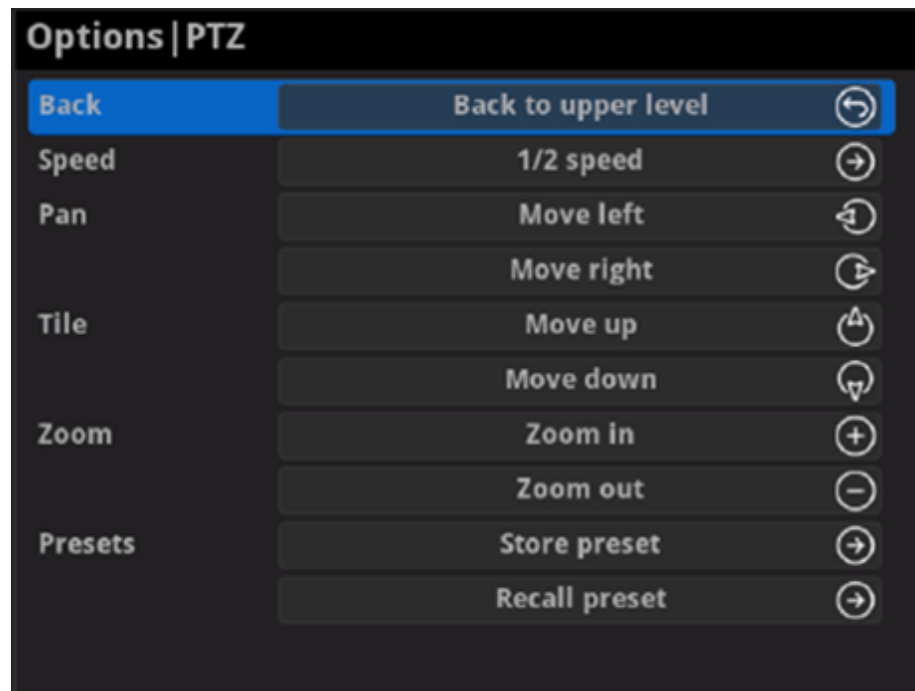 Options|PTZ
Back Back to upper level
Speed 1/2 speed
Pan Move left
Move right
Tile Move up
Move down
Zoom Zoom in
Zoom out
Presets Store preset
Recall preset